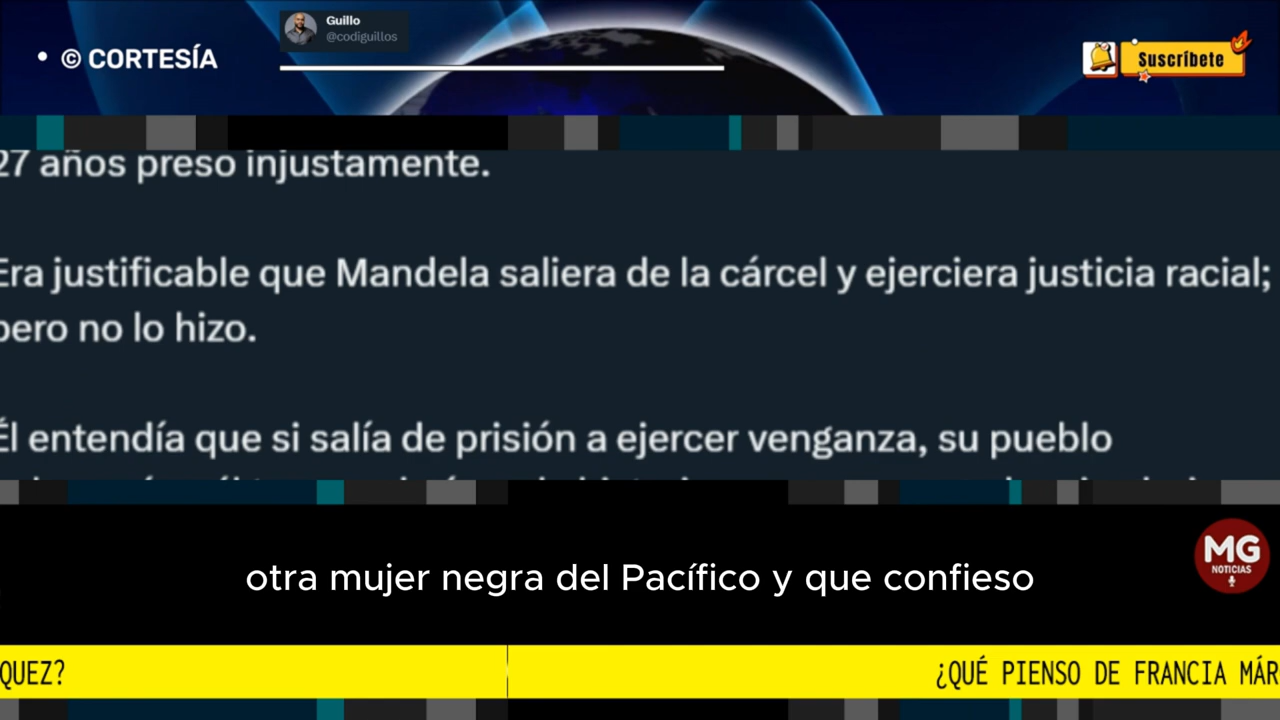 Guillo
@codiguillos
• © CORTESÍA
Suscríbete
27 años preso injustamente.
Era justificable que Mandela saliera de la cárcel y ejerciera justicia racial;
pero no lo hizo.
Él entendía que si salía de prisión a ejercer venganza, su pueblo
otra mujer negra del Pacífico y que confieso
MG
NOTICIAS
QUEZ?
¿QUÉ PIENSO DE FRANCIA MÁR